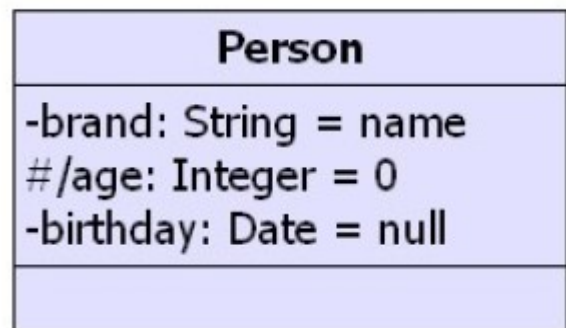 Person
-brand: String = name
#/age: Integer = 0
-birthday: Date = null